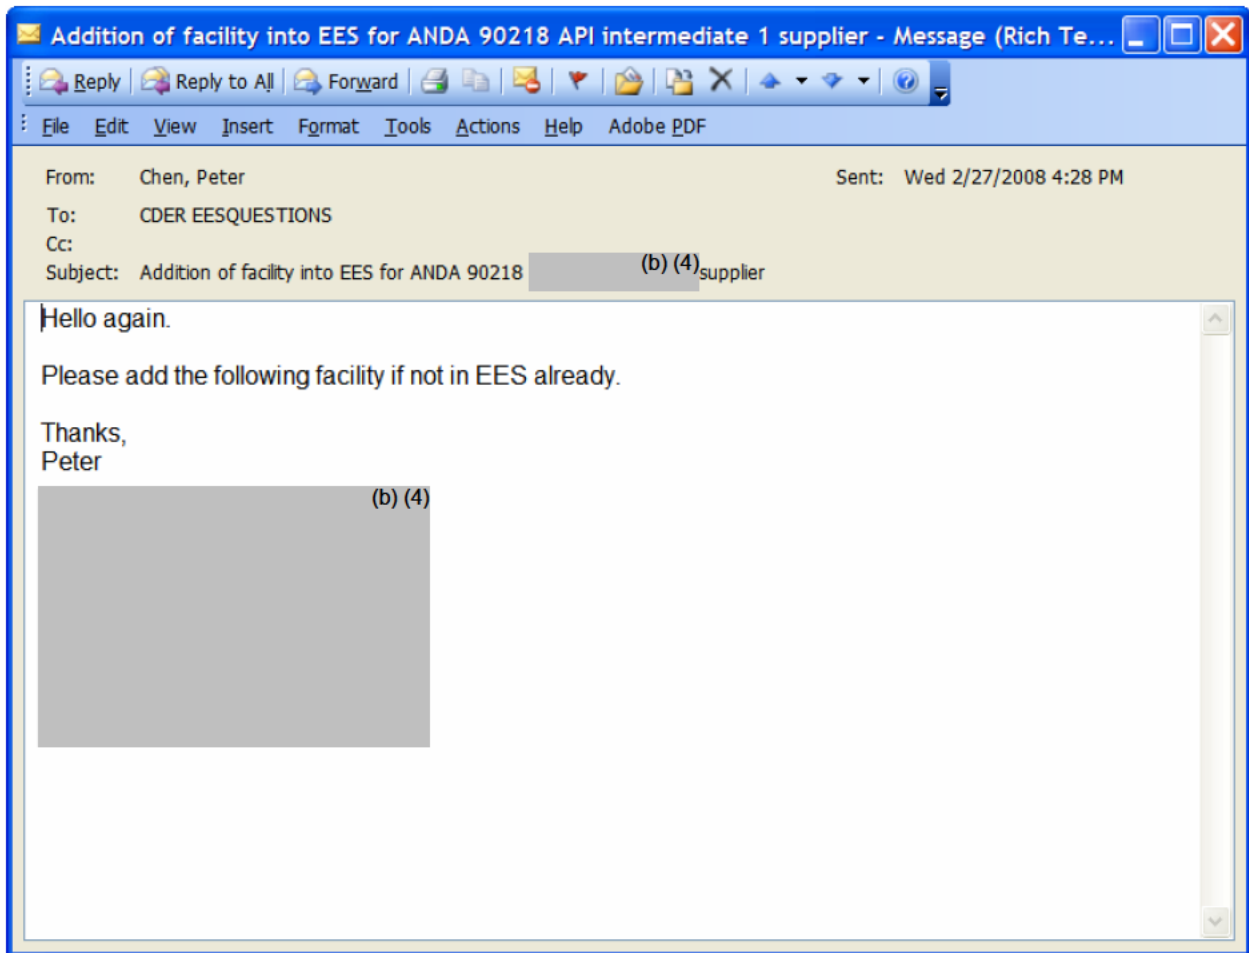 Addition of facility into EES for ANDA 90218 API intermediate 1 supplier - Message (Rich Te...
Reply Reply to All Forward
File Edit View Insert Format Tools Actions Help Adobe PDF
From: Chen, Peter Sent: Wed 2/27/2008 4:28 PM
To: CDER EESQUESTIONS
Cc:
Subject: Addition of facility into EES for ANDA 90218 (b) (4) supplier
Hello again.
Please add the following facility if not in EES already.
Thanks,
Peter
(b) (4)